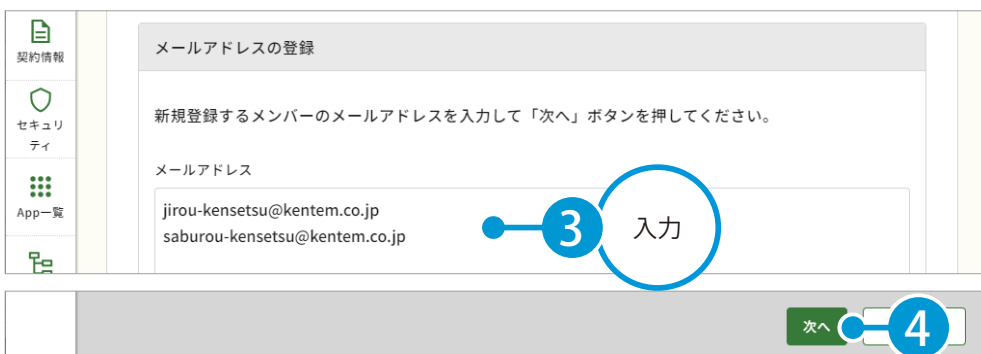 契約情報
セキュリ
ティ
App一覧
メールアドレスの登録
新規登録するメンバーのメールアドレスを入力して「次へ」ボタンを押してください。
メールアドレス
jirou-kensetsu@kentem.co.jp
saburou-kensetsu@kentem.co.jp
3
入力
次へ
4